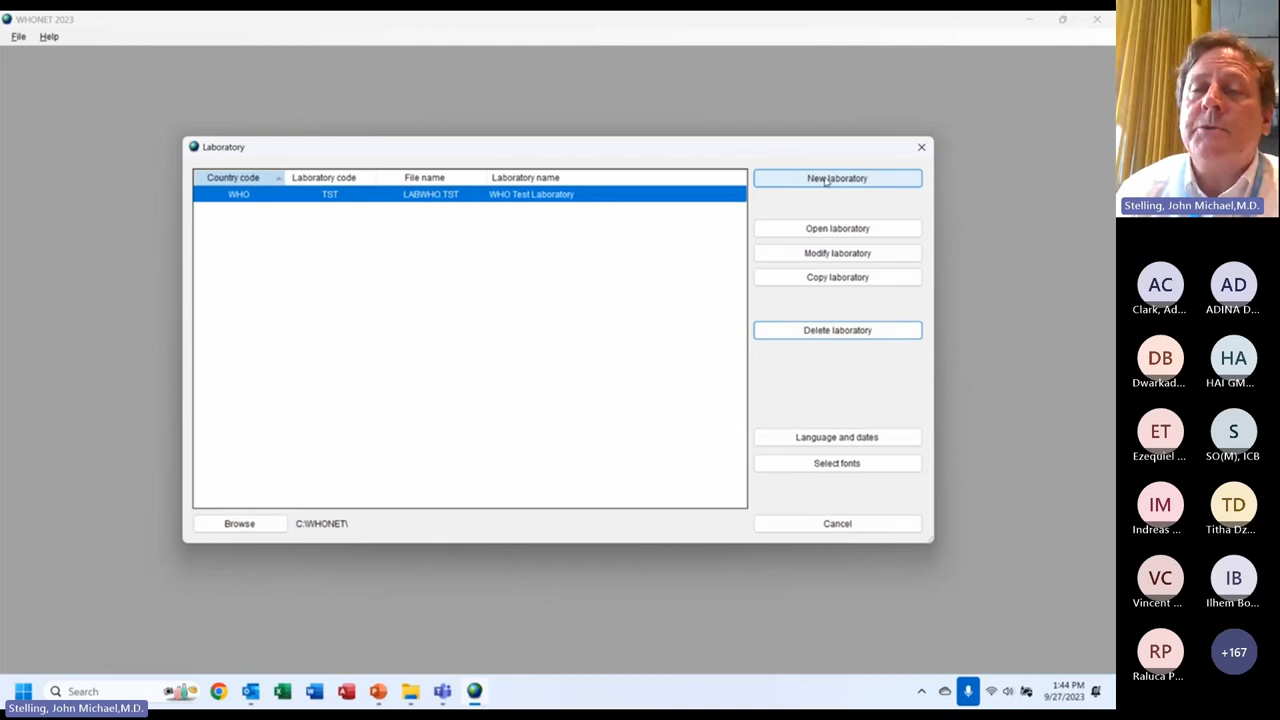 WHONET 2023
File Help
Laboratory
Country code Laboratory code File name Laboratory name
WHO TST LABWHO.TST WHO Test Laboratory
New laboratory
Open laboratory
Modify laboratory
Copy laboratory
Delete laboratory
Language and dates
Select fonts
Browse C:\WHONET\ Cancel
Search
1:44 PM
9/27/2023
Stelling, John Michael,M.D.
Stelling, John Michael,M.D.
AC AD
Clark, Ad... ADINA D...
DB HA
Dwarkad... HAI GM...
ET S
Ezequiel ... SO(M), ICB
IM TD
Indreas ... Titha Dz...
VC IB
Vincent ... Ilhem Bo...
RP +167
Raluca P...